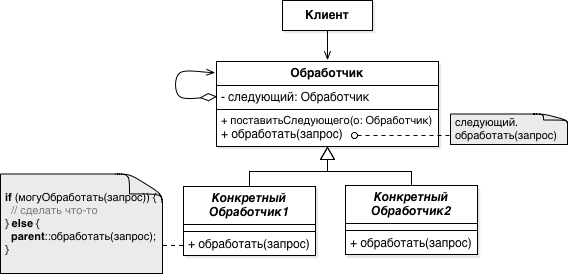 Клиент
Обработчик
- следующий: Обработчик
+ поставитьСледующего(о: Обработчик)
+ обработать(запрос)
следующий.
обработать(запрос)
if (могуОбработать(запрос)) {
// сделать что-то
} else {
parent::обработать(запрос);
}
Конкретный
Обработчик1
+ обработать(запрос)
Конкретный
Обработчик2
+ обработать(запрос)